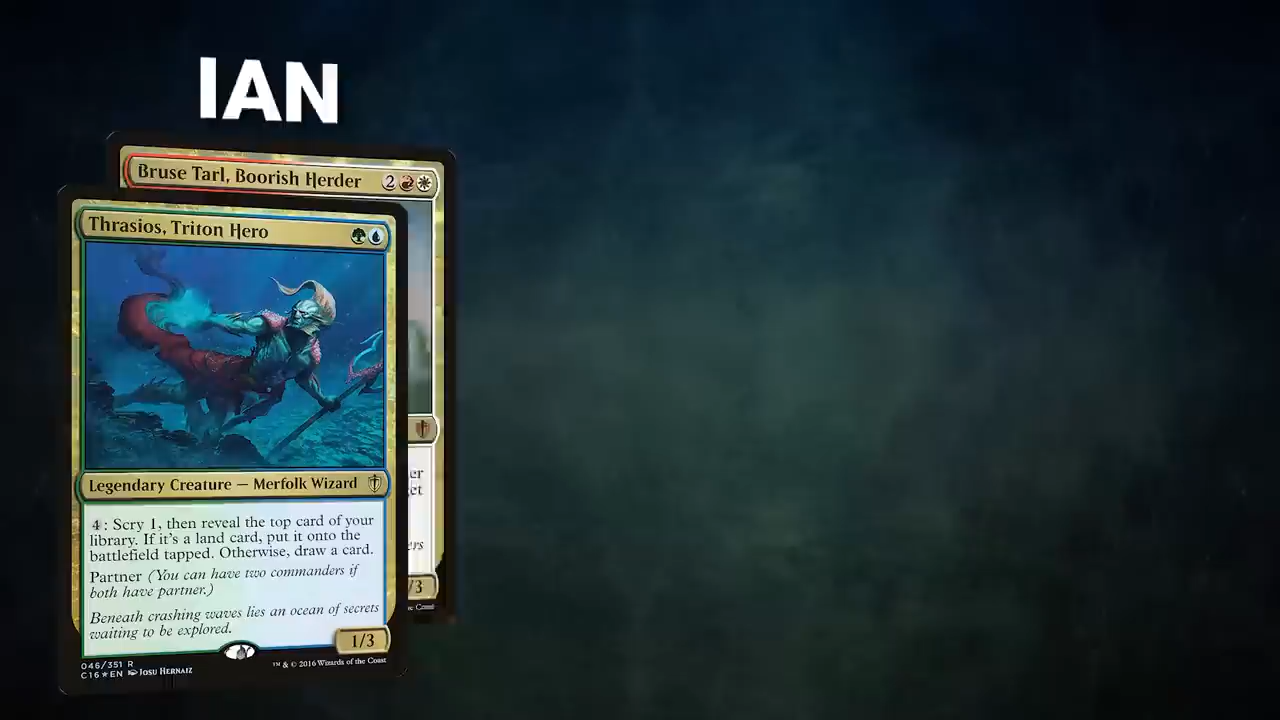 IAN
Bruse Tarl, Boorish Herder 2
Thrasios, Triton Hero
Legendary Creature — Merfolk Wizard
4: Scry 1, then reveal the top card of your
library. If it's a land card, put it onto the
battlefield tapped. Otherwise, draw a card.
Partner (You can have two commanders if
both have partner.)
Beneath crashing waves lies an ocean of secrets
waiting to be explored.
1/3
046/351 R
C16★EN Josu Hernaiz
™ & © 2016 Wizards of the Coast
/3